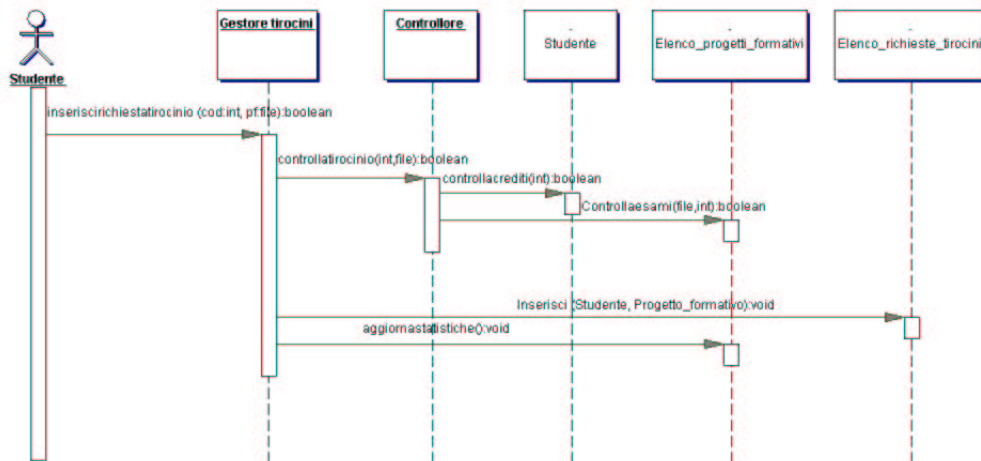 Gestore tirocini
Controllore
Studente
Elenco_progetti_formativi
Elenco_richieste_tirocini
Studente
inseriscirichiestatirocinio (cod:int, pf:file):boolean
controllatirocinio(int,file):boolean
controllacrediti(int):boolean
Controllaesami(file,int):boolean
Inserisci (Studente, Progetto_formativo):void
aggiornastatistiche():void